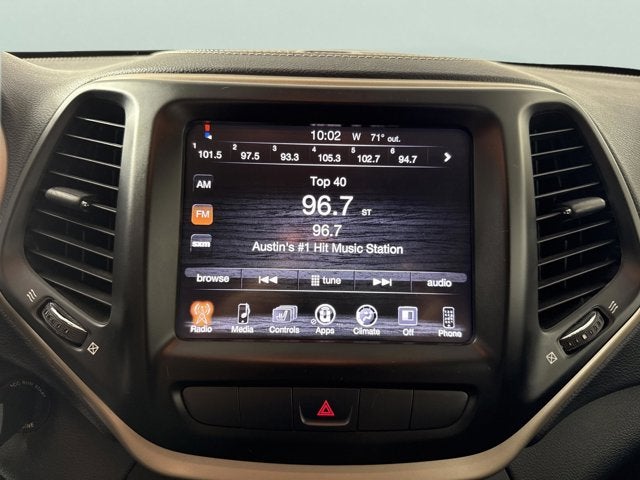 10:02 W 71° out.
1 101.5 2 97.5 3 93.3 4 105.3 5 102.7 6 94.7
AM
Top 40
FM
96.7 ST
96.7
sxm
Austin's #1 Hit Music Station
browse tune audio
Radio Media Controls Apps Climate Off Phone